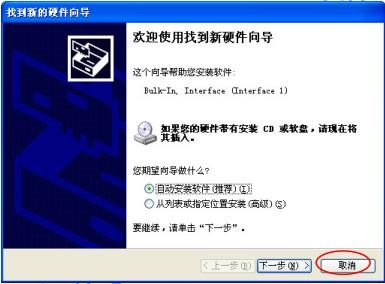 找到新的硬件向导
欢迎使用找到新硬件向导
这个向导帮助您安装软件:
Bulk-In, Interface (Interface 1)
如果您的硬件带有安装 CD 或软盘，请现在将
其插入。
您期望向导做什么?
自动安装软件(推荐)(I)
从列表或指定位置安装(高级)(S)
要继续，请单击“下一步”。
< 上一步(B) 下一步(N) > 取消